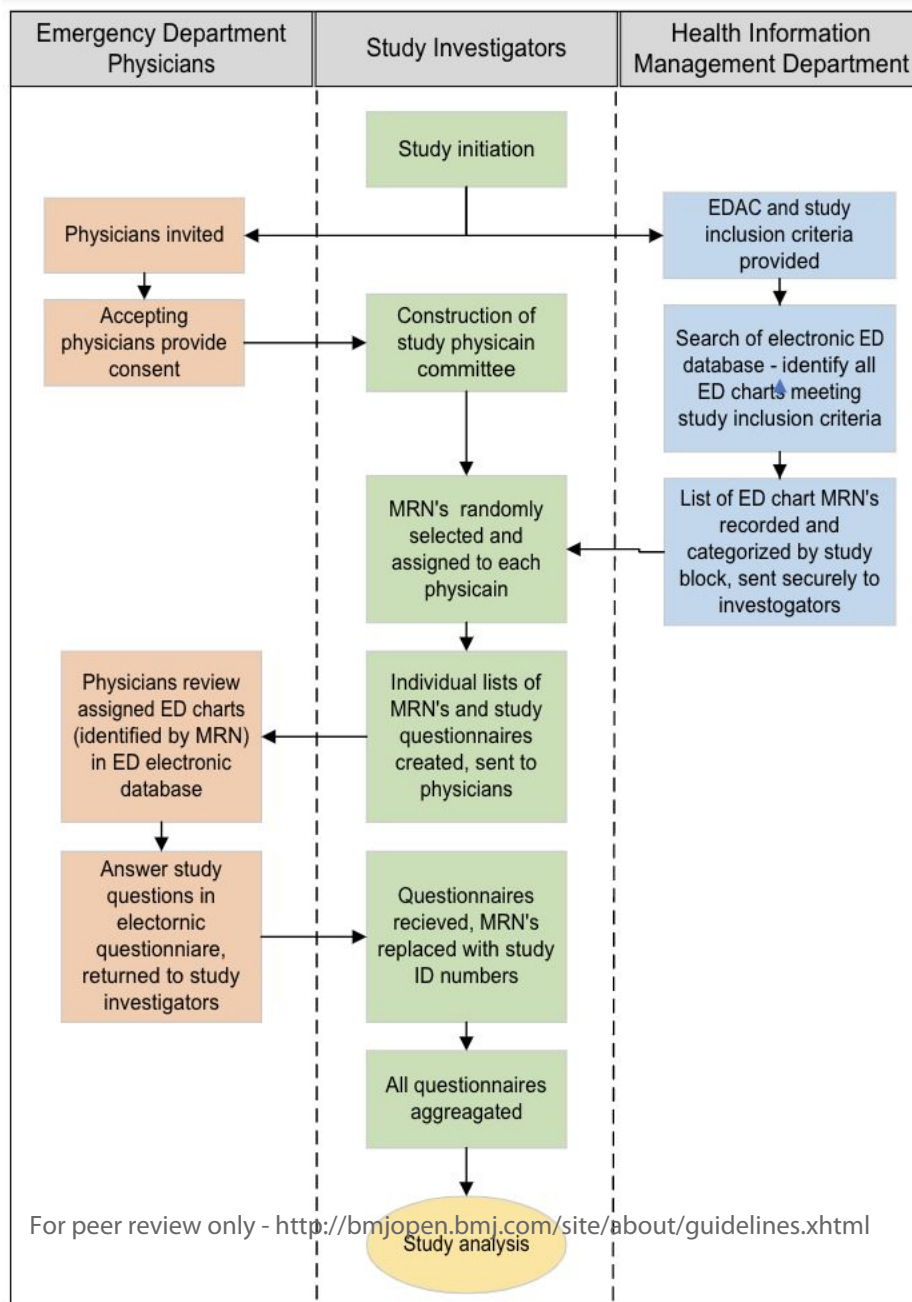 Emergency Department
Physicians
Study Investigators
Health Information
Management Department
Study initiation
Physicians invited
EDAC and study
inclusion criteria
provided
Accepting
physicians provide
consent
Construction of
study physicain
committee
Search of electronic ED
database - identify all
ED charts meeting
study inclusion criteria
MRN's randomly
selected and
assigned to each
physicain
List of ED chart MRN's
recorded and
categorized by study
block, sent securely to
investogators
Physicians review
assigned ED charts
(identified by MRN)
in ED electronic
database
Individual lists of
MRN's and study
questionnaires
created, sent to
physicians
Answer study
questions in
electornic
questionniare,
returned to study
investigators
Questionnaires
recieved, MRN's
replaced with study
ID numbers
All questionnaires
aggreagated
For peer review only - http://bmjopen.bmj.com/site/about/guidelines.xhtml
Study analysis